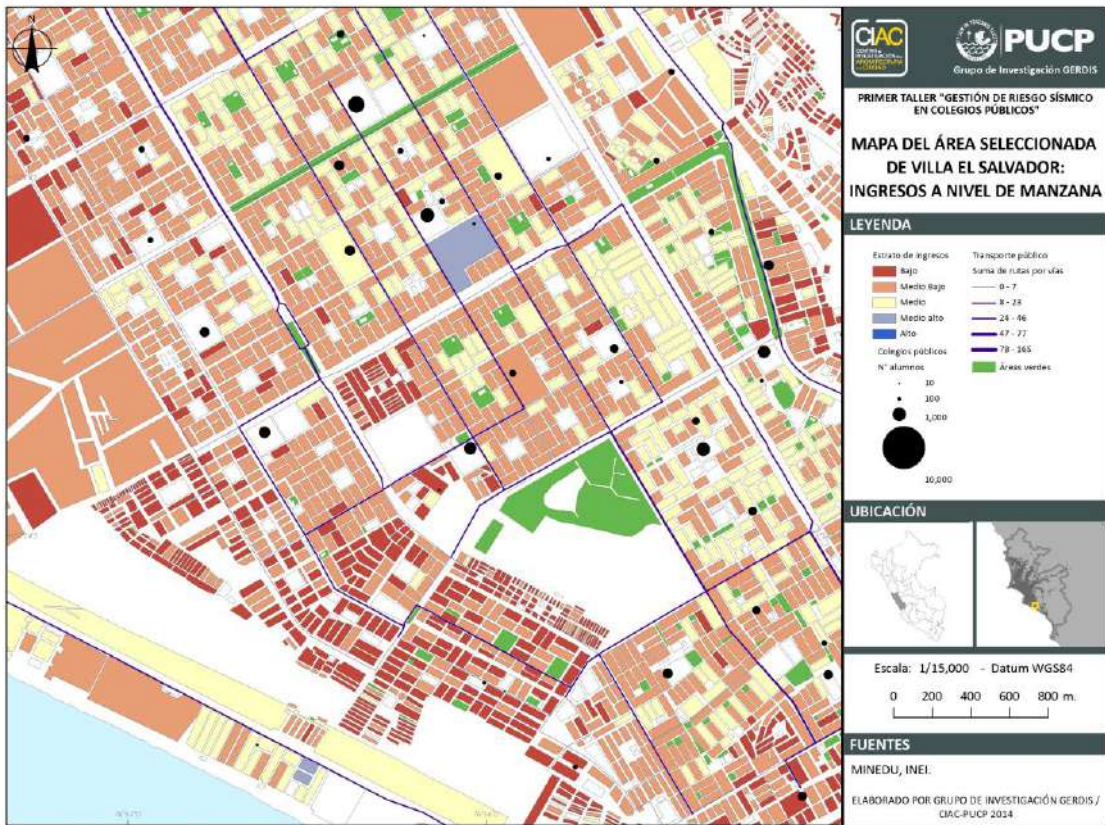 N
CIAC
PUCP
Grupo de Investigación GERDIS
PRIMER TALLER "GESTIÓN DE RIESGO SÍSMICO
EN COLEGIOS PÚBLICOS"
MAPA DEL ÁREA SELECCIONADA
DE VILLA EL SALVADOR:
INGRESOS A NIVEL DE MANZANA
LEYENDA
Estrato de ingresos
Bajo
Medio Bajo
Medio
Medio alto
Alto
Colegios públicos
N° alumnos
10
100
1,000
10,000
Transporte público
Suma de rutas por vías
0 - 7
8 - 23
24 - 46
47 - 77
78 - 165
Áreas verdes
UBICACIÓN
Escala: 1/15,000 - Datum WGS84
0 200 400 600 800 m.
FUENTES
MINEDU, INEI.
ELABORADO POR GRUPO DE INVESTIGACIÓN GERDIS /
CIAC-PUCP 2014